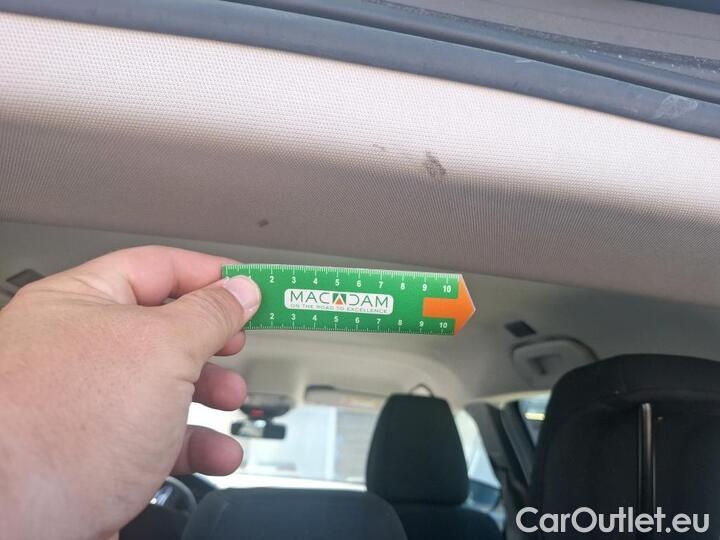 2 3 4 5 6 7 8 9 10
MACADAM
ON THE ROAD TO EXCELLENCE
2 3 4 5 6 7 8 9 10
CarOutlet.eu